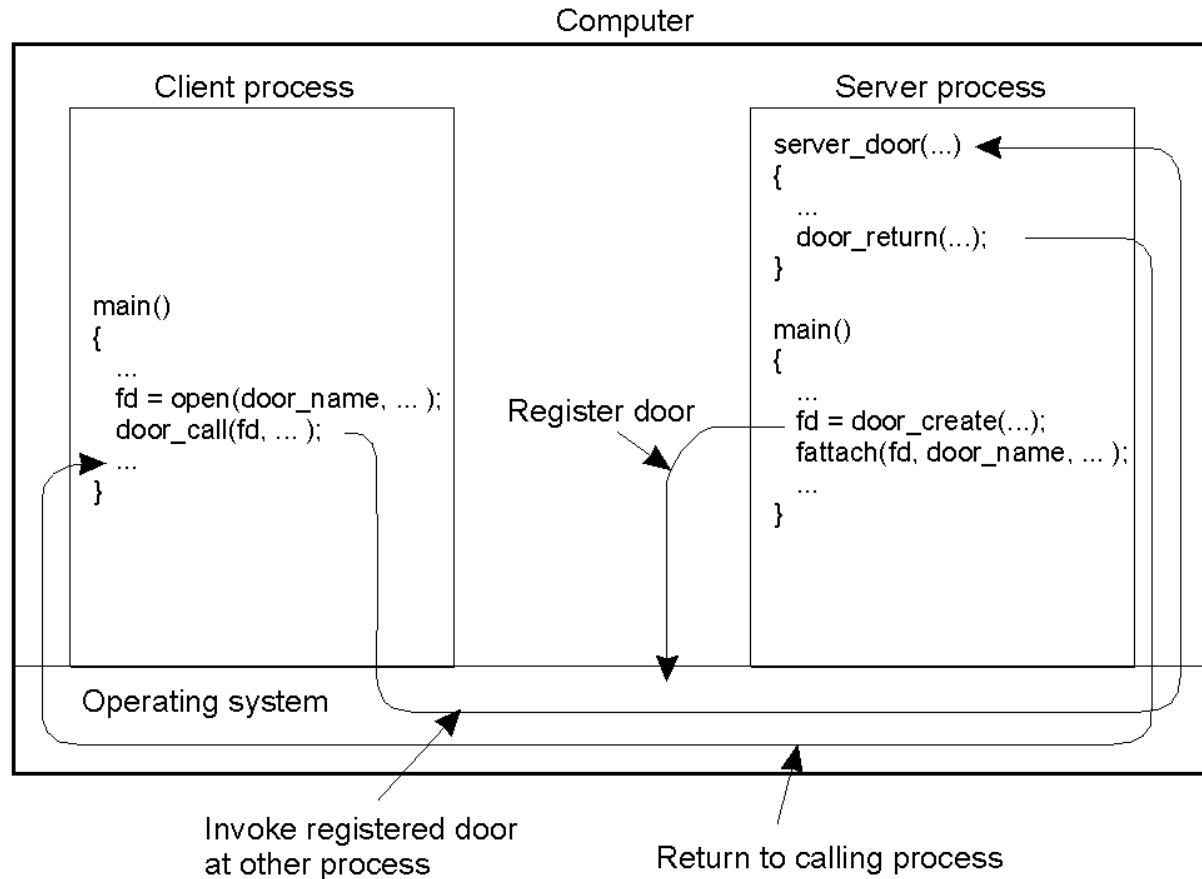 Computer
Client process
main()
{
...
fd = open(door_name, ... );
door_call(fd, ... );
...
}
Server process
server_door(...)
{
...
door_return(...);
}
main()
{
...
fd = door_create(...);
fattach(fd, door_name, ... );
...
}
Register door
Operating system
Invoke registered door
at other process
Return to calling process